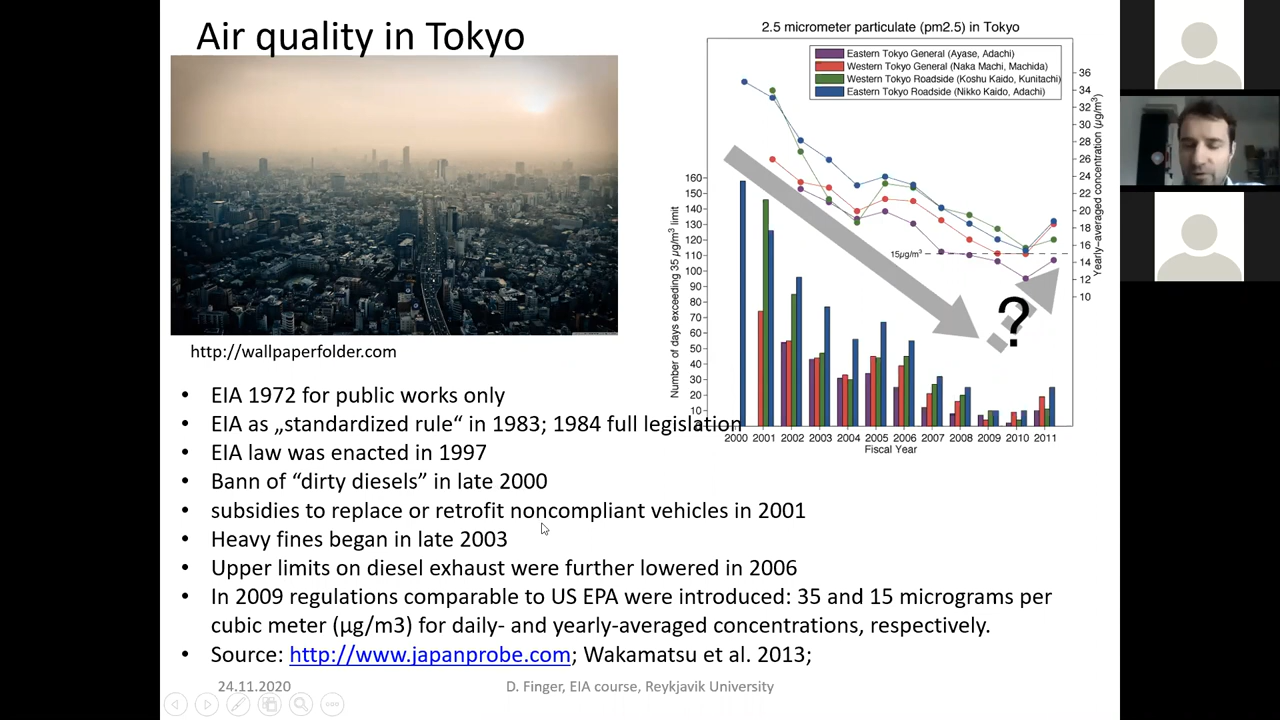 Air quality in Tokyo
http://wallpaperfolder.com
2.5 micrometer particulate (pm2.5) in Tokyo
Eastern Tokyo General (Ayase, Adachi)
Western Tokyo General (Naka Machi, Machida)
Western Tokyo Roadside (Koshu Kaido, Kunitachi)
Eastern Tokyo Roadside (Nikko Kaido, Adachi)
36
34
32
30
28
26
24
22
20
18
16
14
12
10
Yearly-averaged concentration (µg/m³)
160
150
140
130
120
110
100
90
80
70
60
50
40
30
20
10
Number of days exceeding 35 µg/m³ limit
15µg/m³
?
2000 2001 2002 2003 2004 2005 2006 2007 2008 2009 2010 2011
Fiscal Year
• EIA 1972 for public works only
• EIA as „standardized rule“ in 1983; 1984 full legislation
• EIA law was enacted in 1997
• Bann of “dirty diesels” in late 2000
• subsidies to replace or retrofit noncompliant vehicles in 2001
• Heavy fines began in late 2003
• Upper limits on diesel exhaust were further lowered in 2006
• In 2009 regulations comparable to US EPA were introduced: 35 and 15 micrograms per
cubic meter (µg/m3) for daily- and yearly-averaged concentrations, respectively.
• Source: http://www.japanprobe.com; Wakamatsu et al. 2013;
24.11.2020
D. Finger, EIA course, Reykjavik University